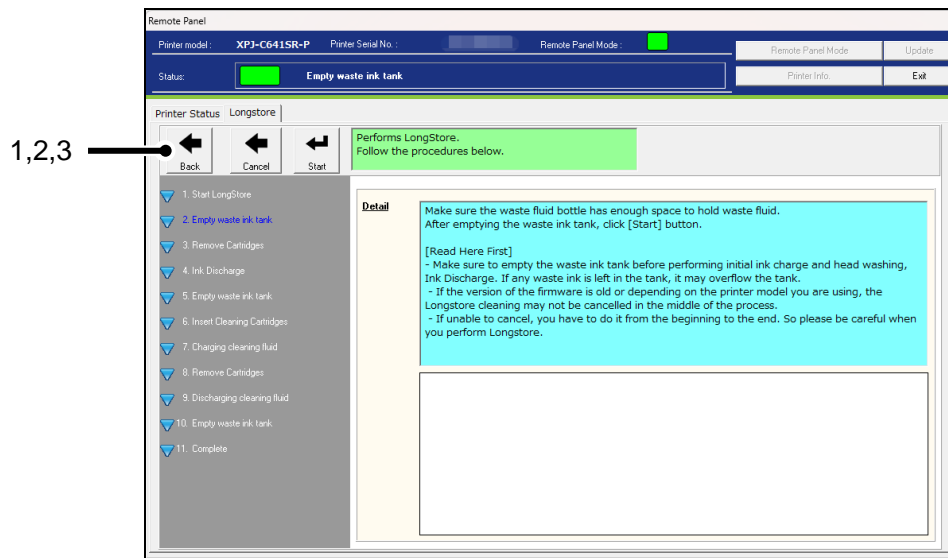 Remote Panel
Printer model : XPJ-C641SR-P Printer Serial No. : Remote Panel Mode :
Remote Panel Mode Update
Status: Empty waste ink tank
Printer Info. Exit
Printer Status Longstore
1,2,3
Back Cancel Start
Performs LongStore.
Follow the procedures below.
1. Start LongStore
2. Empty waste ink tank
3. Remove Cartridges
4. Ink Discharge
5. Empty waste ink tank
6. Insert Cleaning Cartridges
7. Charging cleaning fluid
8. Remove Cartridges
9. Discharging cleaning fluid
10. Empty waste ink tank
11. Complete
Detail
Make sure the waste fluid bottle has enough space to hold waste fluid.
After emptying the waste ink tank, click [Start] button.
[Read Here First]
- Make sure to empty the waste ink tank before performing initial ink charge and head washing,
Ink Discharge. If any waste ink is left in the tank, it may overflow the tank.
- If the version of the firmware is old or depending on the printer model you are using, the
Longstore cleaning may not be cancelled in the middle of the process.
- If unable to cancel, you have to do it from the beginning to the end. So please be careful when
you perform Longstore.